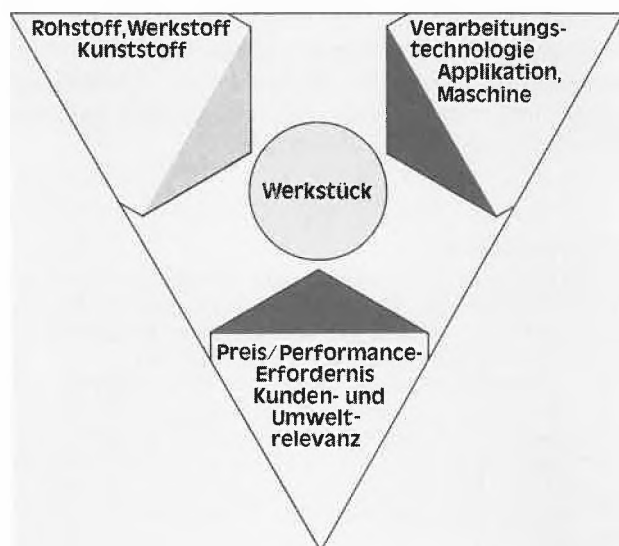 Rohstoff, Werkstoff
Kunststoff
Verarbeitungs-
technologie
Applikation,
Maschine
Werkstück
Preis/Performance-
Erfordernis
Kunden- und
Umwelt-
relevanz